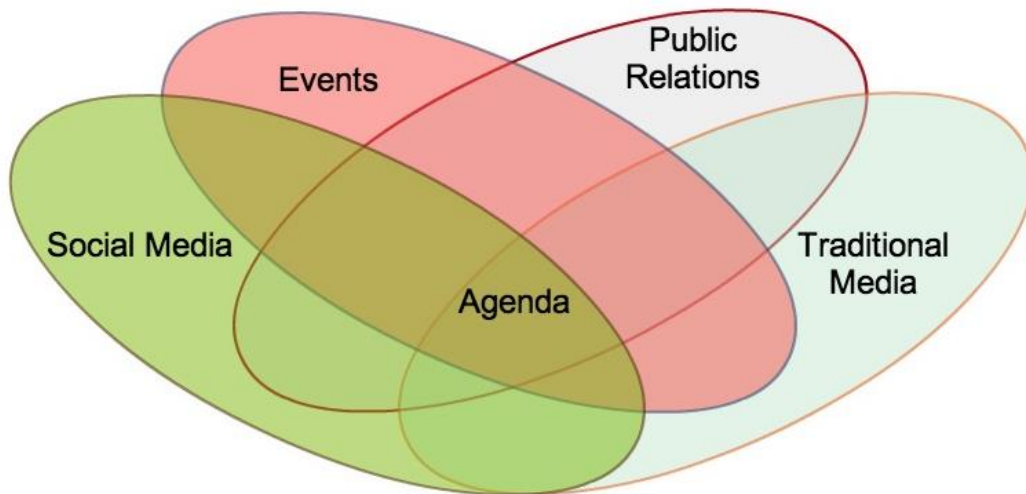 Events
Public
Relations
Social Media
Traditional
Media
Agenda